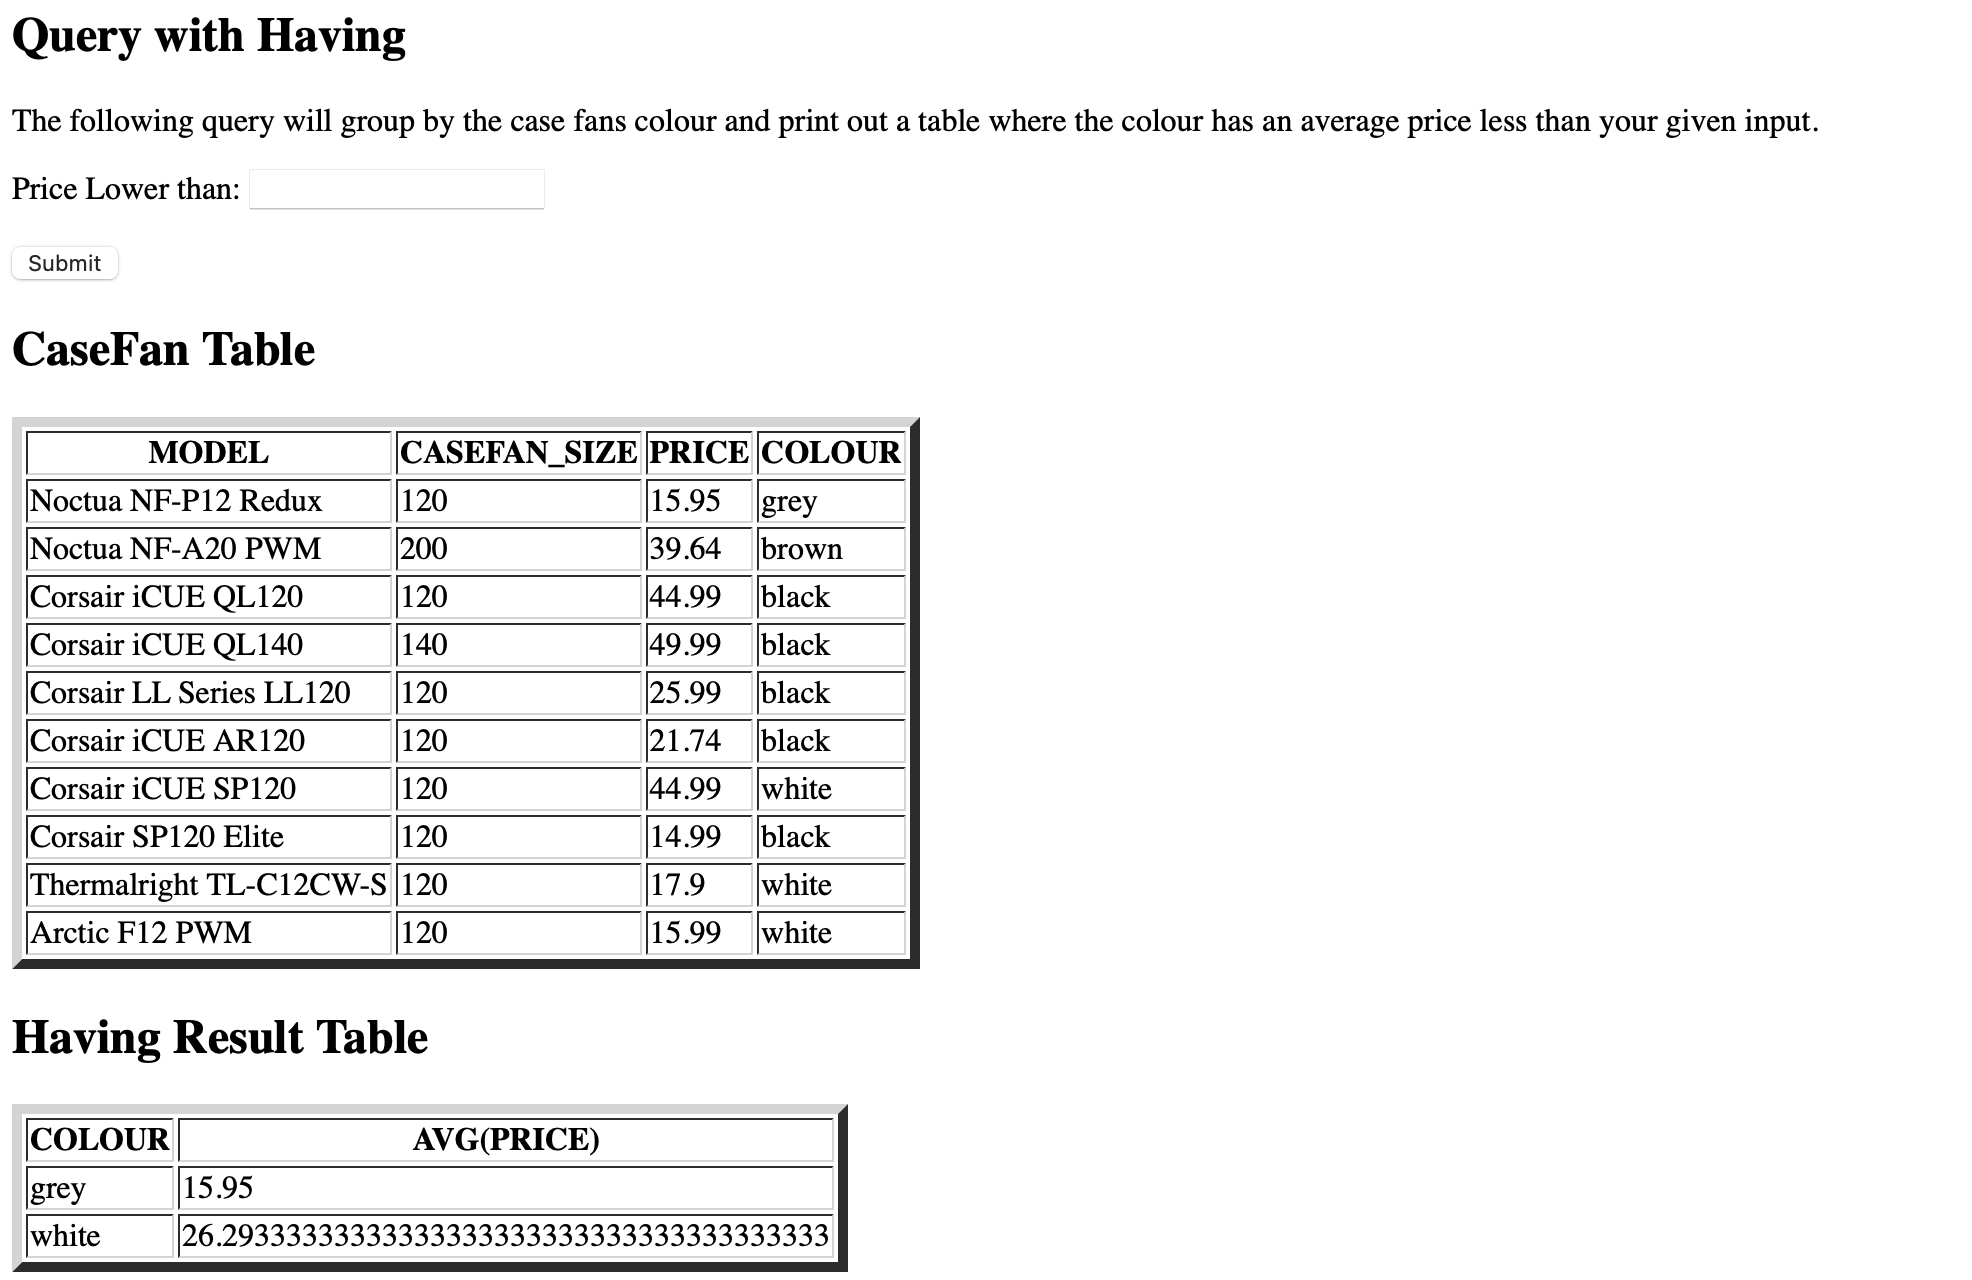 Query with Having
The following query will group by the case fans colour and print out a table where the colour has an average price less than your given input.
Price Lower than:
Submit
CaseFan Table
MODEL CASEFAN_SIZE PRICE COLOUR
Noctua NF-P12 Redux 120 15.95 grey
Noctua NF-A20 PWM 200 39.64 brown
Corsair iCUE QL120 120 44.99 black
Corsair iCUE QL140 140 49.99 black
Corsair LL Series LL120 120 25.99 black
Corsair iCUE AR120 120 21.74 black
Corsair iCUE SP120 120 44.99 white
Corsair SP120 Elite 120 14.99 black
Thermalright TL-C12CW-S 120 17.9 white
Arctic F12 PWM 120 15.99 white
Having Result Table
COLOUR AVG(PRICE)
grey 15.95
white 26.29333333333333333333333333333333333333